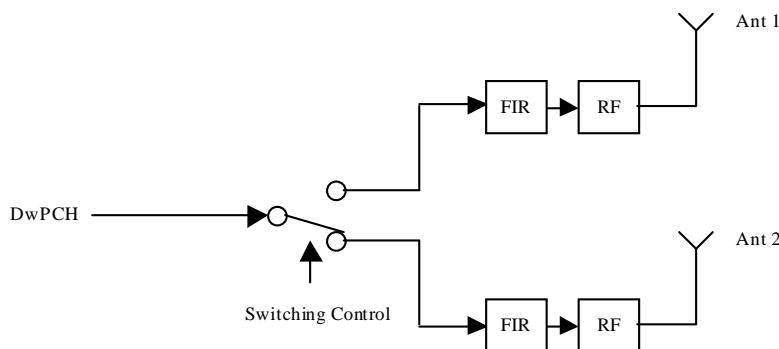 Ant 1
FIR
RF
DwPCH
Ant 2
Switching Control
FIR
RF